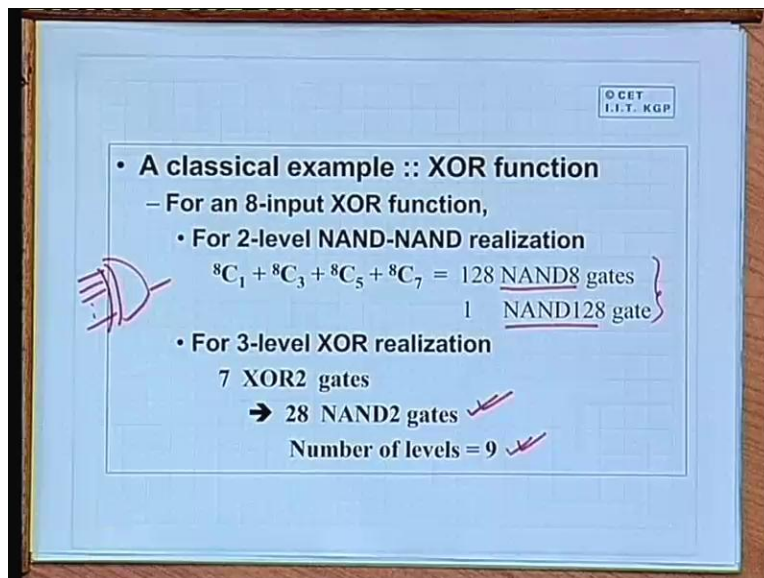 © CET
I.I.T. KGP
• A classical example :: XOR function
– For an 8-input XOR function,
• For 2-level NAND-NAND realization
⁸C₁ + ⁸C₃ + ⁸C₅ + ⁸C₇ = 128 NAND8 gates
1 NAND128 gate
• For 3-level XOR realization
7 XOR2 gates
➔ 28 NAND2 gates
Number of levels = 9